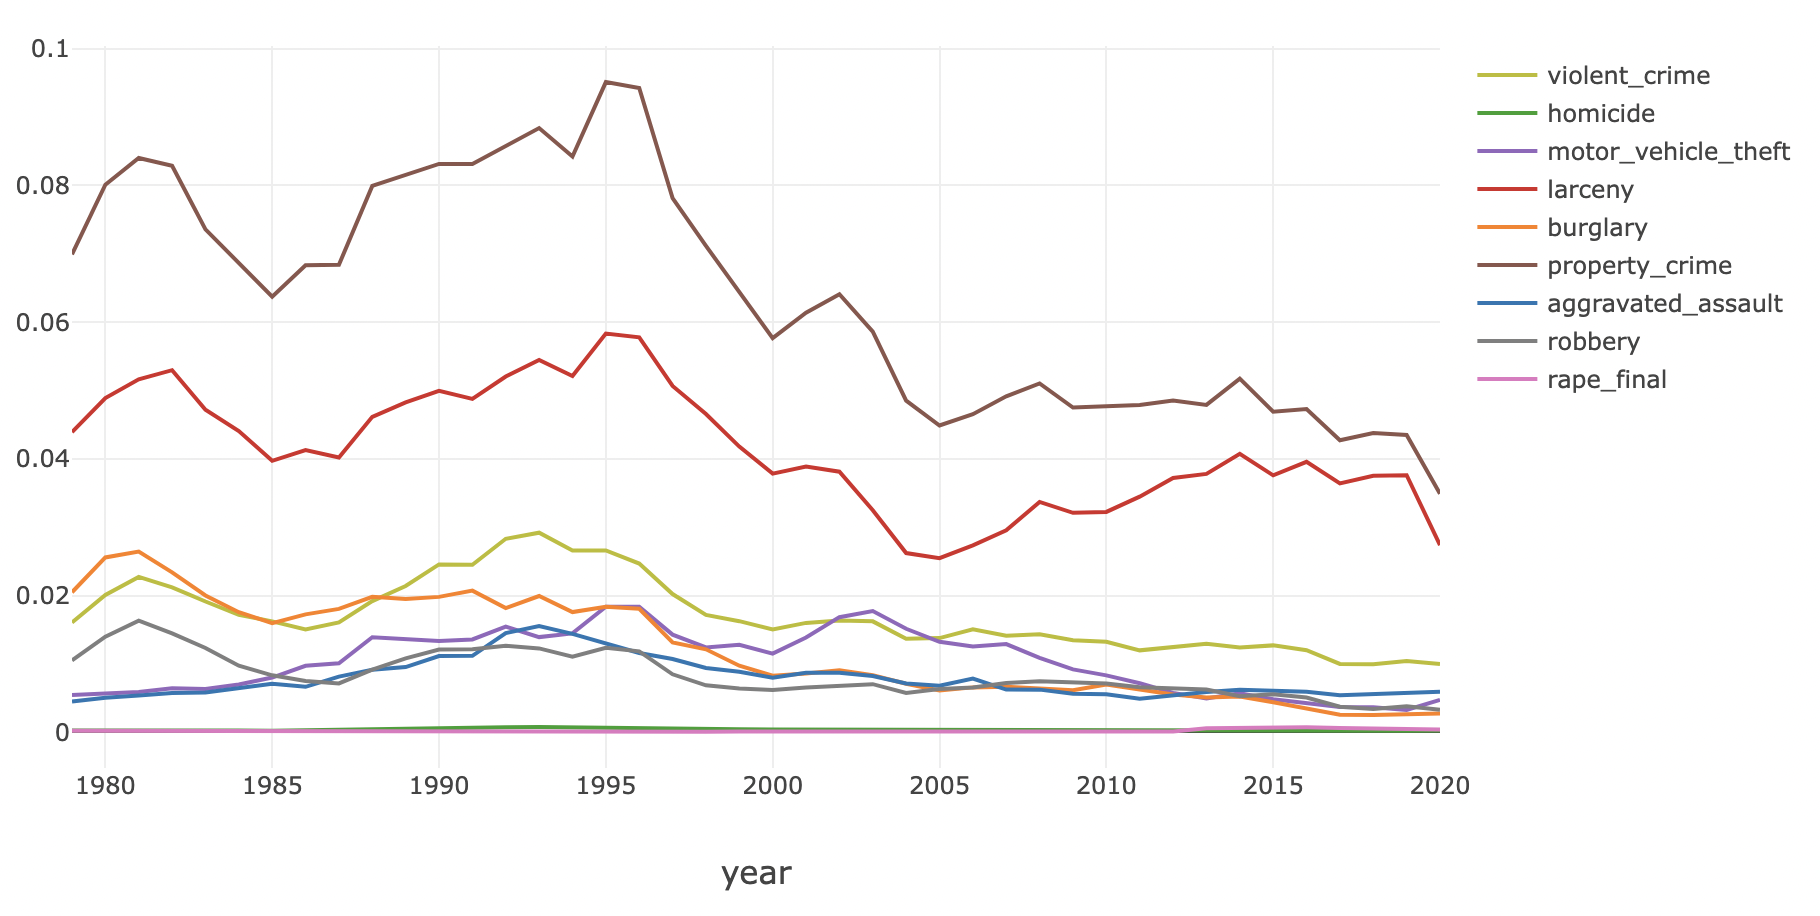 0.1
0.08
0.06
0.04
0.02
0
1980 1985 1990 1995 2000 2005 2010 2015 2020
year
violent_crime
homicide
motor_vehicle_theft
larceny
burglary
property_crime
aggravated_assault
robbery
rape_final